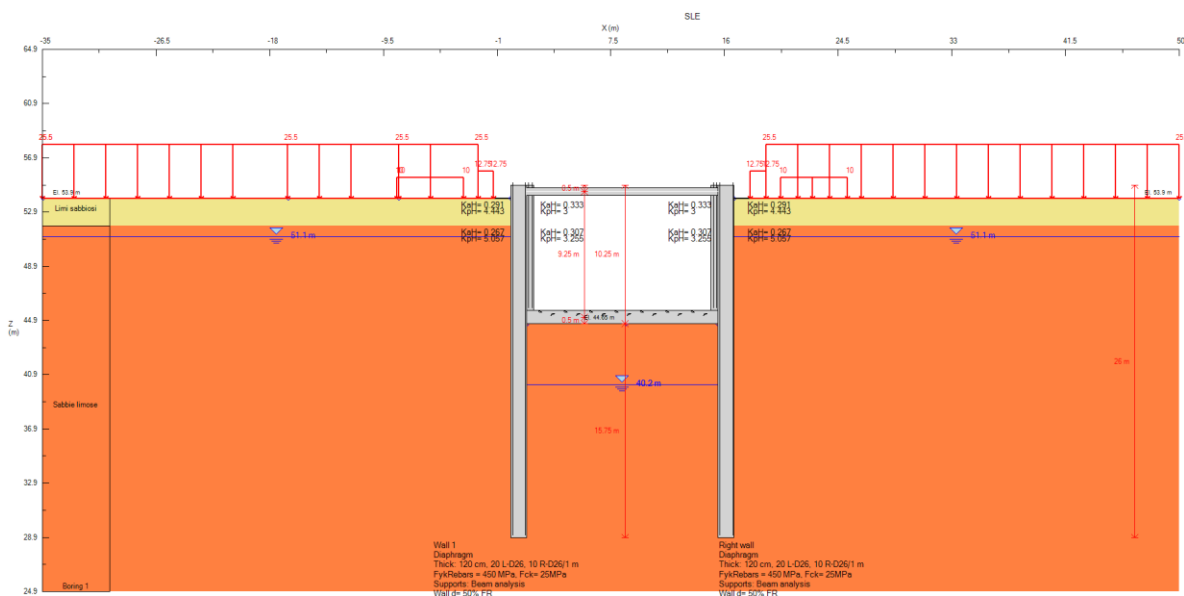 SLE
X (m)
-35 -26.5 -18 -9.5 -1 7.5 16 24.5 33 41.5 50
64.9
60.9
56.9
52.9
48.9
44.9
40.9
36.9
32.9
28.9
24.9
Z
(m)
25.5 25.5 25.5 25.5 25.5 25
12.75 12.75 12.75 12.75
10 10 10
El. 53.9 m 0.5 m El. 53.9 m
Limi sabbiosi
KaH= 0.291 KaH= 0.333 KaH= 0.333 KaH= 0.291
KpH= 4.443 KpH= 3 KpH= 3 KpH= 4.443
KaH= 0.267 KaH= 0.307 KaH= 0.307 KaH= 0.267
KpH= 5.057 KpH= 3.255 KpH= 3.255 KpH= 5.057
51.1 m 51.1 m
9.25 m 10.25 m
0.5 m El. 44.65 m
26 m
40.2 m
Sabbie limose
15.75 m
Boring 1
Wall 1
Diaphragm
Thick: 120 cm, 20 L-D26, 10 R-D26/1 m
FykRebars = 450 MPa, Fck= 25MPa
Supports: Beam analysis
Wall d= 50% FR
Right wall
Diaphragm
Thick: 120 cm, 20 L-D26, 10 R-D26/1 m
FykRebars = 450 MPa, Fck= 25MPa
Supports: Beam analysis
Wall d= 50% FR